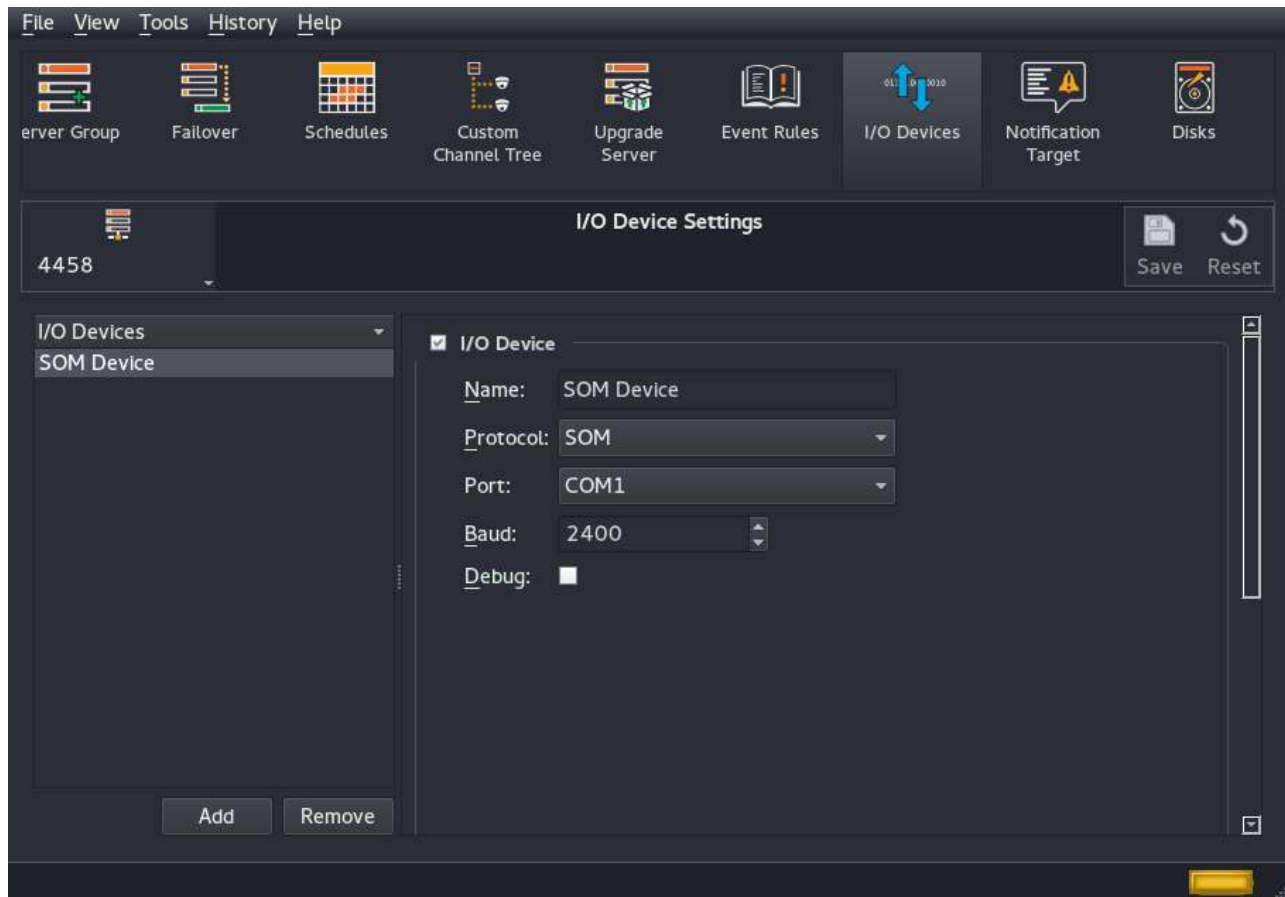 File View Tools History Help
erver Group Failover Schedules Custom Channel Tree Upgrade Server Event Rules I/O Devices Notification Target Disks
I/O Device Settings
4458
Save Reset
I/O Devices
SOM Device
I/O Device
Name: SOM Device
Protocol: SOM
Port: COM1
Baud: 2400
Debug:
Add Remove